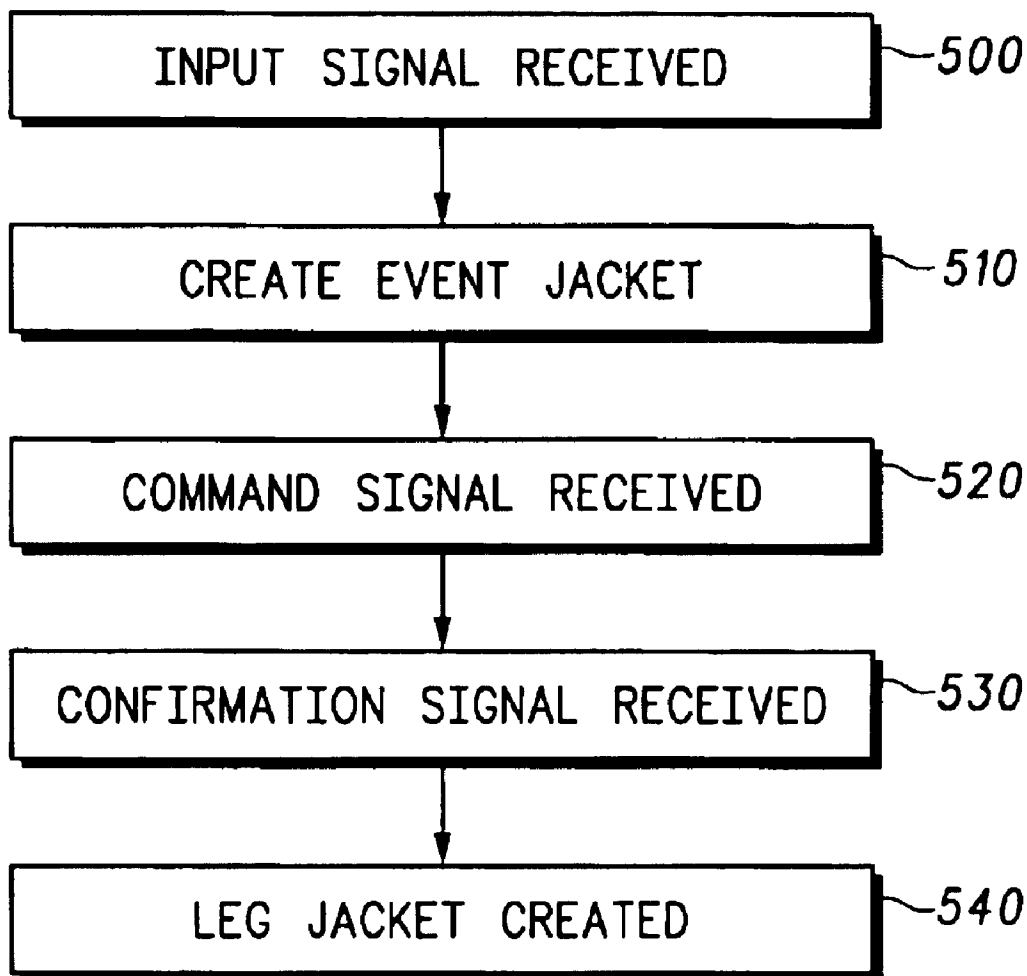 INPUT SIGNAL RECEIVED 500
CREATE EVENT JACKET 510
COMMAND SIGNAL RECEIVED 520
CONFIRMATION SIGNAL RECEIVED 530
LEG JACKET CREATED 540